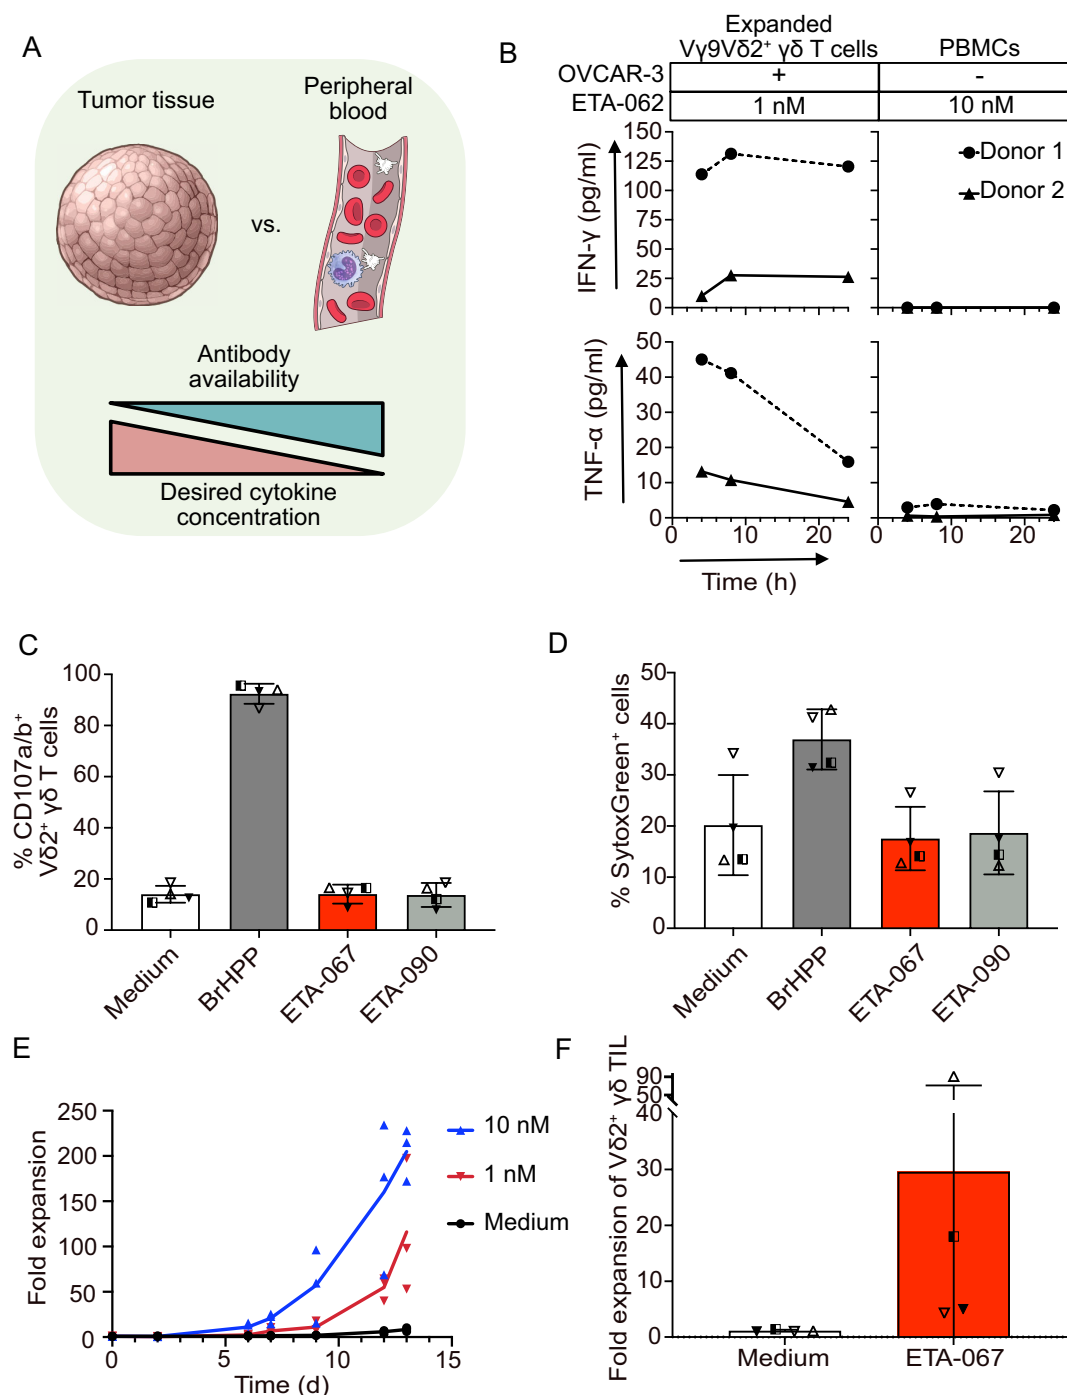 A
Tumor tissue
Peripheral
blood
vs.
Antibody
availability
Desired cytokine
concentration
B
Expanded
Vγ9Vδ2⁺ γδ T cells
PBMCs
OVCAR-3
+
-
ETA-062
1 nM
10 nM
IFN-γ (pg/ml)
150
125
100
75
50
25
0
Donor 1
Donor 2
TNF-α (pg/ml)
50
40
30
20
10
0
0
10
20
0
10
20
Time (h)
C
% CD107a/b⁺
Vδ2⁺ γδ T cells
100
80
60
40
20
0
Medium
BrHPP
ETA-067
ETA-090
D
% SytoxGreen⁺ cells
50
40
30
20
10
0
Medium
BrHPP
ETA-067
ETA-090
E
Fold expansion
250
200
150
100
50
0
0
5
10
15
Time (d)
10 nM
1 nM
Medium
F
Fold expansion of Vδ2⁺ γδ TIL
90
50
40
30
20
10
0
Medium
ETA-067